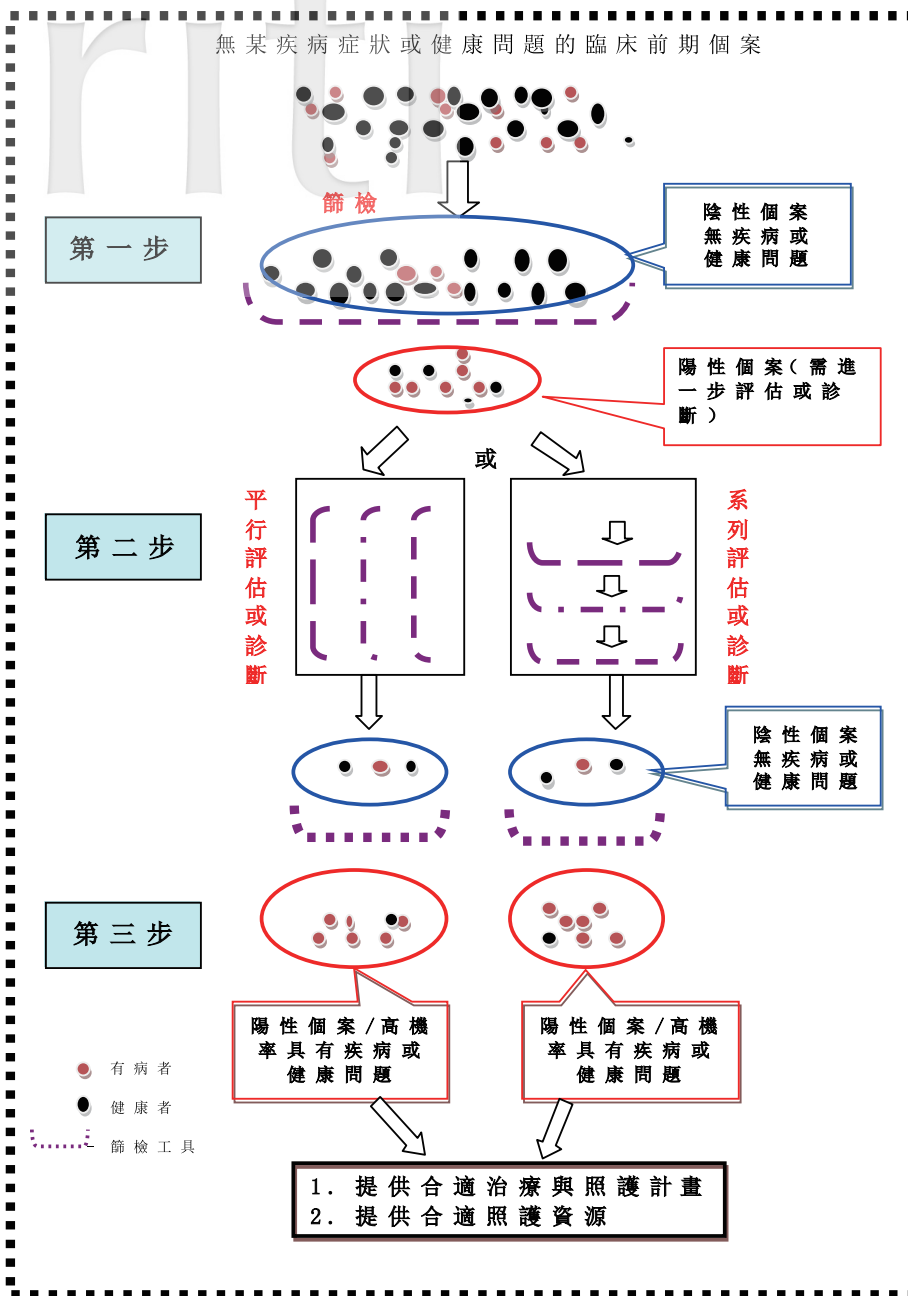 無某疾病症狀或健康問題的臨床前期個案
篩檢
第一步
陰性個案
無疾病或
健康問題
陽性個案(需進
一步評估或診
斷)
或
第二步
平行評估或診斷
系列評估或診斷
陰性個案
無疾病或
健康問題
第三步
陽性個案/高機
率具有疾病或
健康問題
陽性個案/高機
率具有疾病或
健康問題
有病者
健康者
篩檢工具
1. 提供合適治療與照護計畫
2. 提供合適照護資源